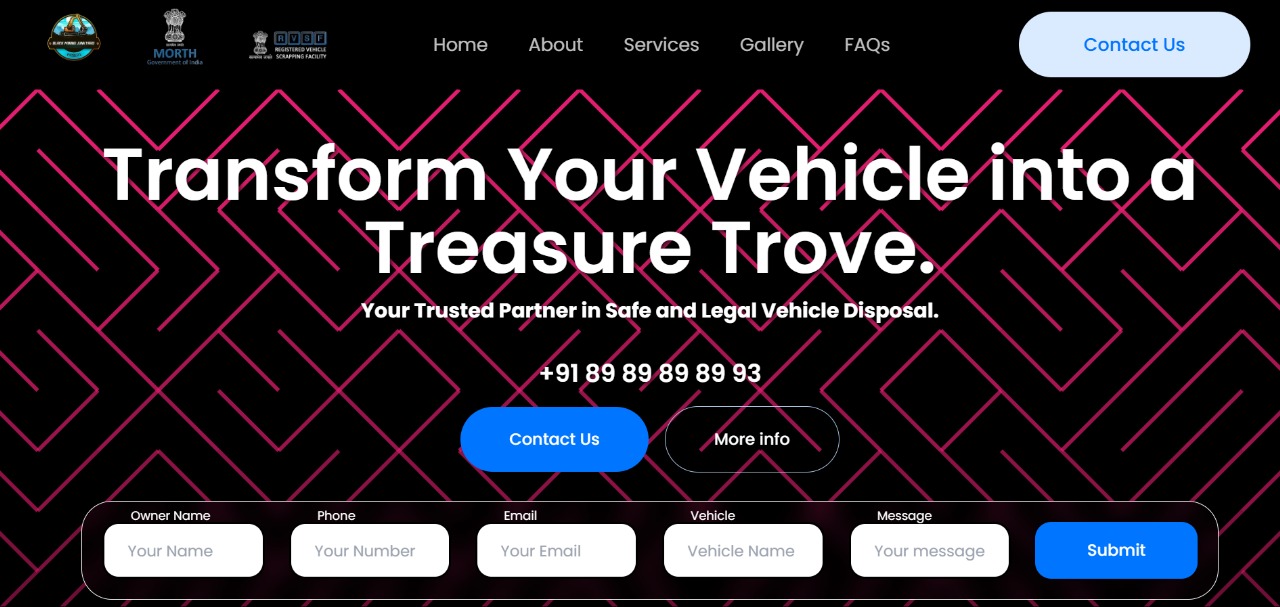 MORTH
Government of India
RVSF
REGISTERED VEHICLE
SCRAPPING FACILITY
Home About Services Gallery FAQs Contact Us
Transform Your Vehicle into a
Treasure Trove.
Your Trusted Partner in Safe and Legal Vehicle Disposal.
+91 89 89 89 89 93
Contact Us More info
Owner Name Phone Email Vehicle Message
Your Name Your Number Your Email Vehicle Name Your message Submit